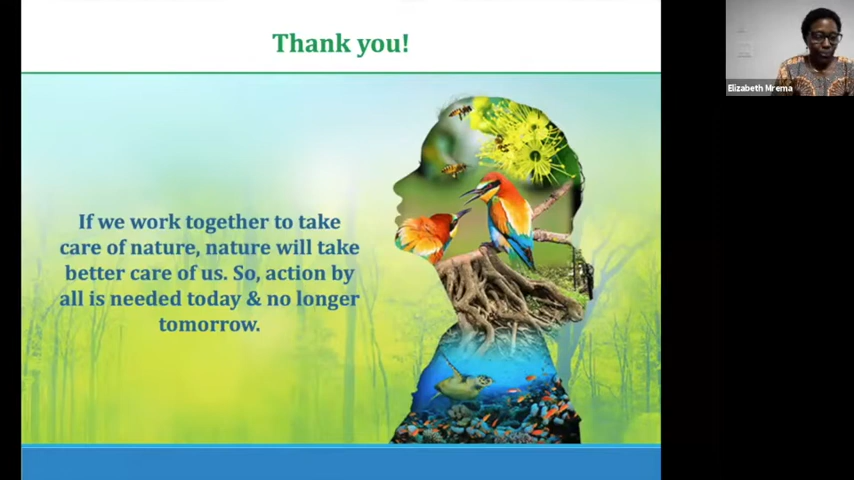 Thank you!
Elizabeth Mrema
If we work together to take
care of nature, nature will take
better care of us. So, action by
all is needed today & no longer
tomorrow.